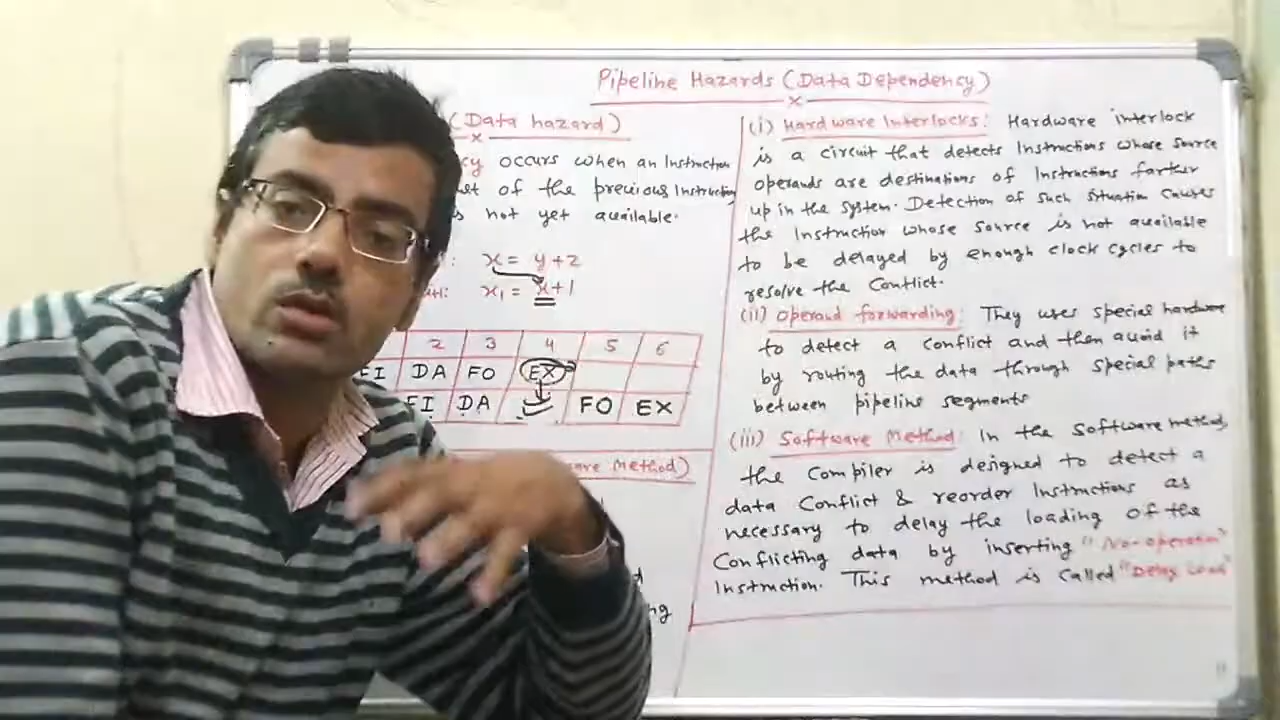 Pipeline Hazards (Data Dependency)
(Data hazard)
occurs when an Instruction
of the previous Instruction
not yet available.
x = y+z
x1 = x+1
2 3 4 5 6
DA FO EX
FI DA FO EX
Method)
(i) Hardware Interlocks: Hardware interlock
is a circuit that detects Instructions whose source
operands are destinations of Instructions farther
up in the system. Detection of such situation causes
the Instruction whose source is not available
to be delayed by enough clock cycles to
resolve the Conflict.
(ii) operand forwarding: They uses special hardware
to detect a conflict and then avoid it
by routing the data through special paths
between pipeline segments
(iii) Software Method: In the Software method,
the Compiler is designed to detect a
data Conflict & reorder Instructions as
necessary to delay the loading of the
Conflicting data by inserting "No-operation"
Instruction. This method is called "Delay Load"